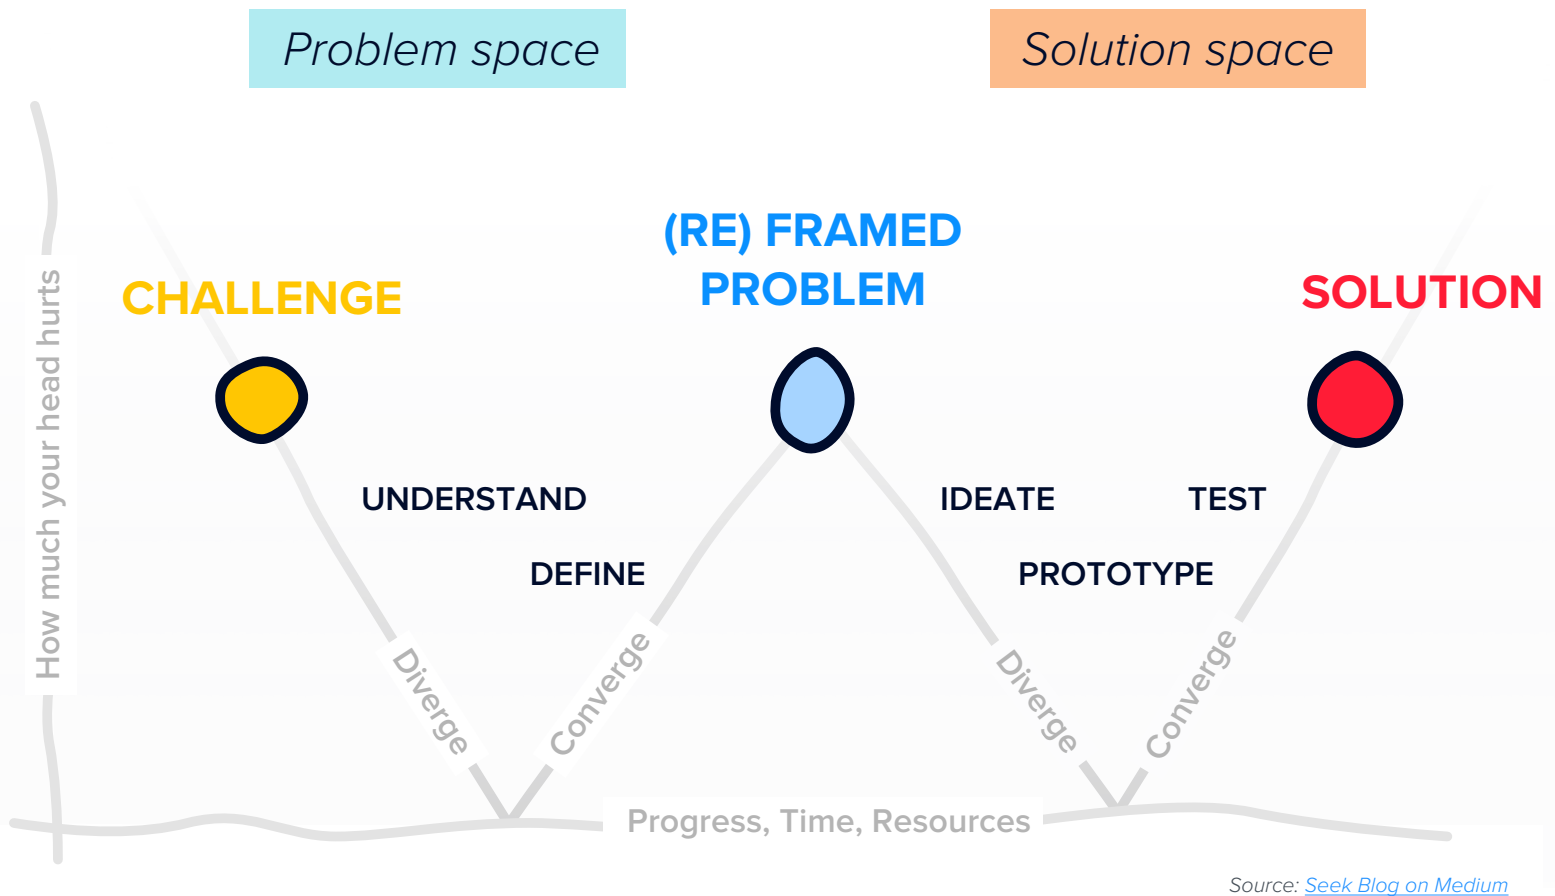 Problem space
Solution space
(RE) FRAMED
PROBLEM
CHALLENGE
SOLUTION
How much your head hurts
UNDERSTAND
DEFINE
IDEATE
TEST
PROTOTYPE
Diverge
Converge
Diverge
Converge
Progress, Time, Resources
Source: Seek Blog on Medium